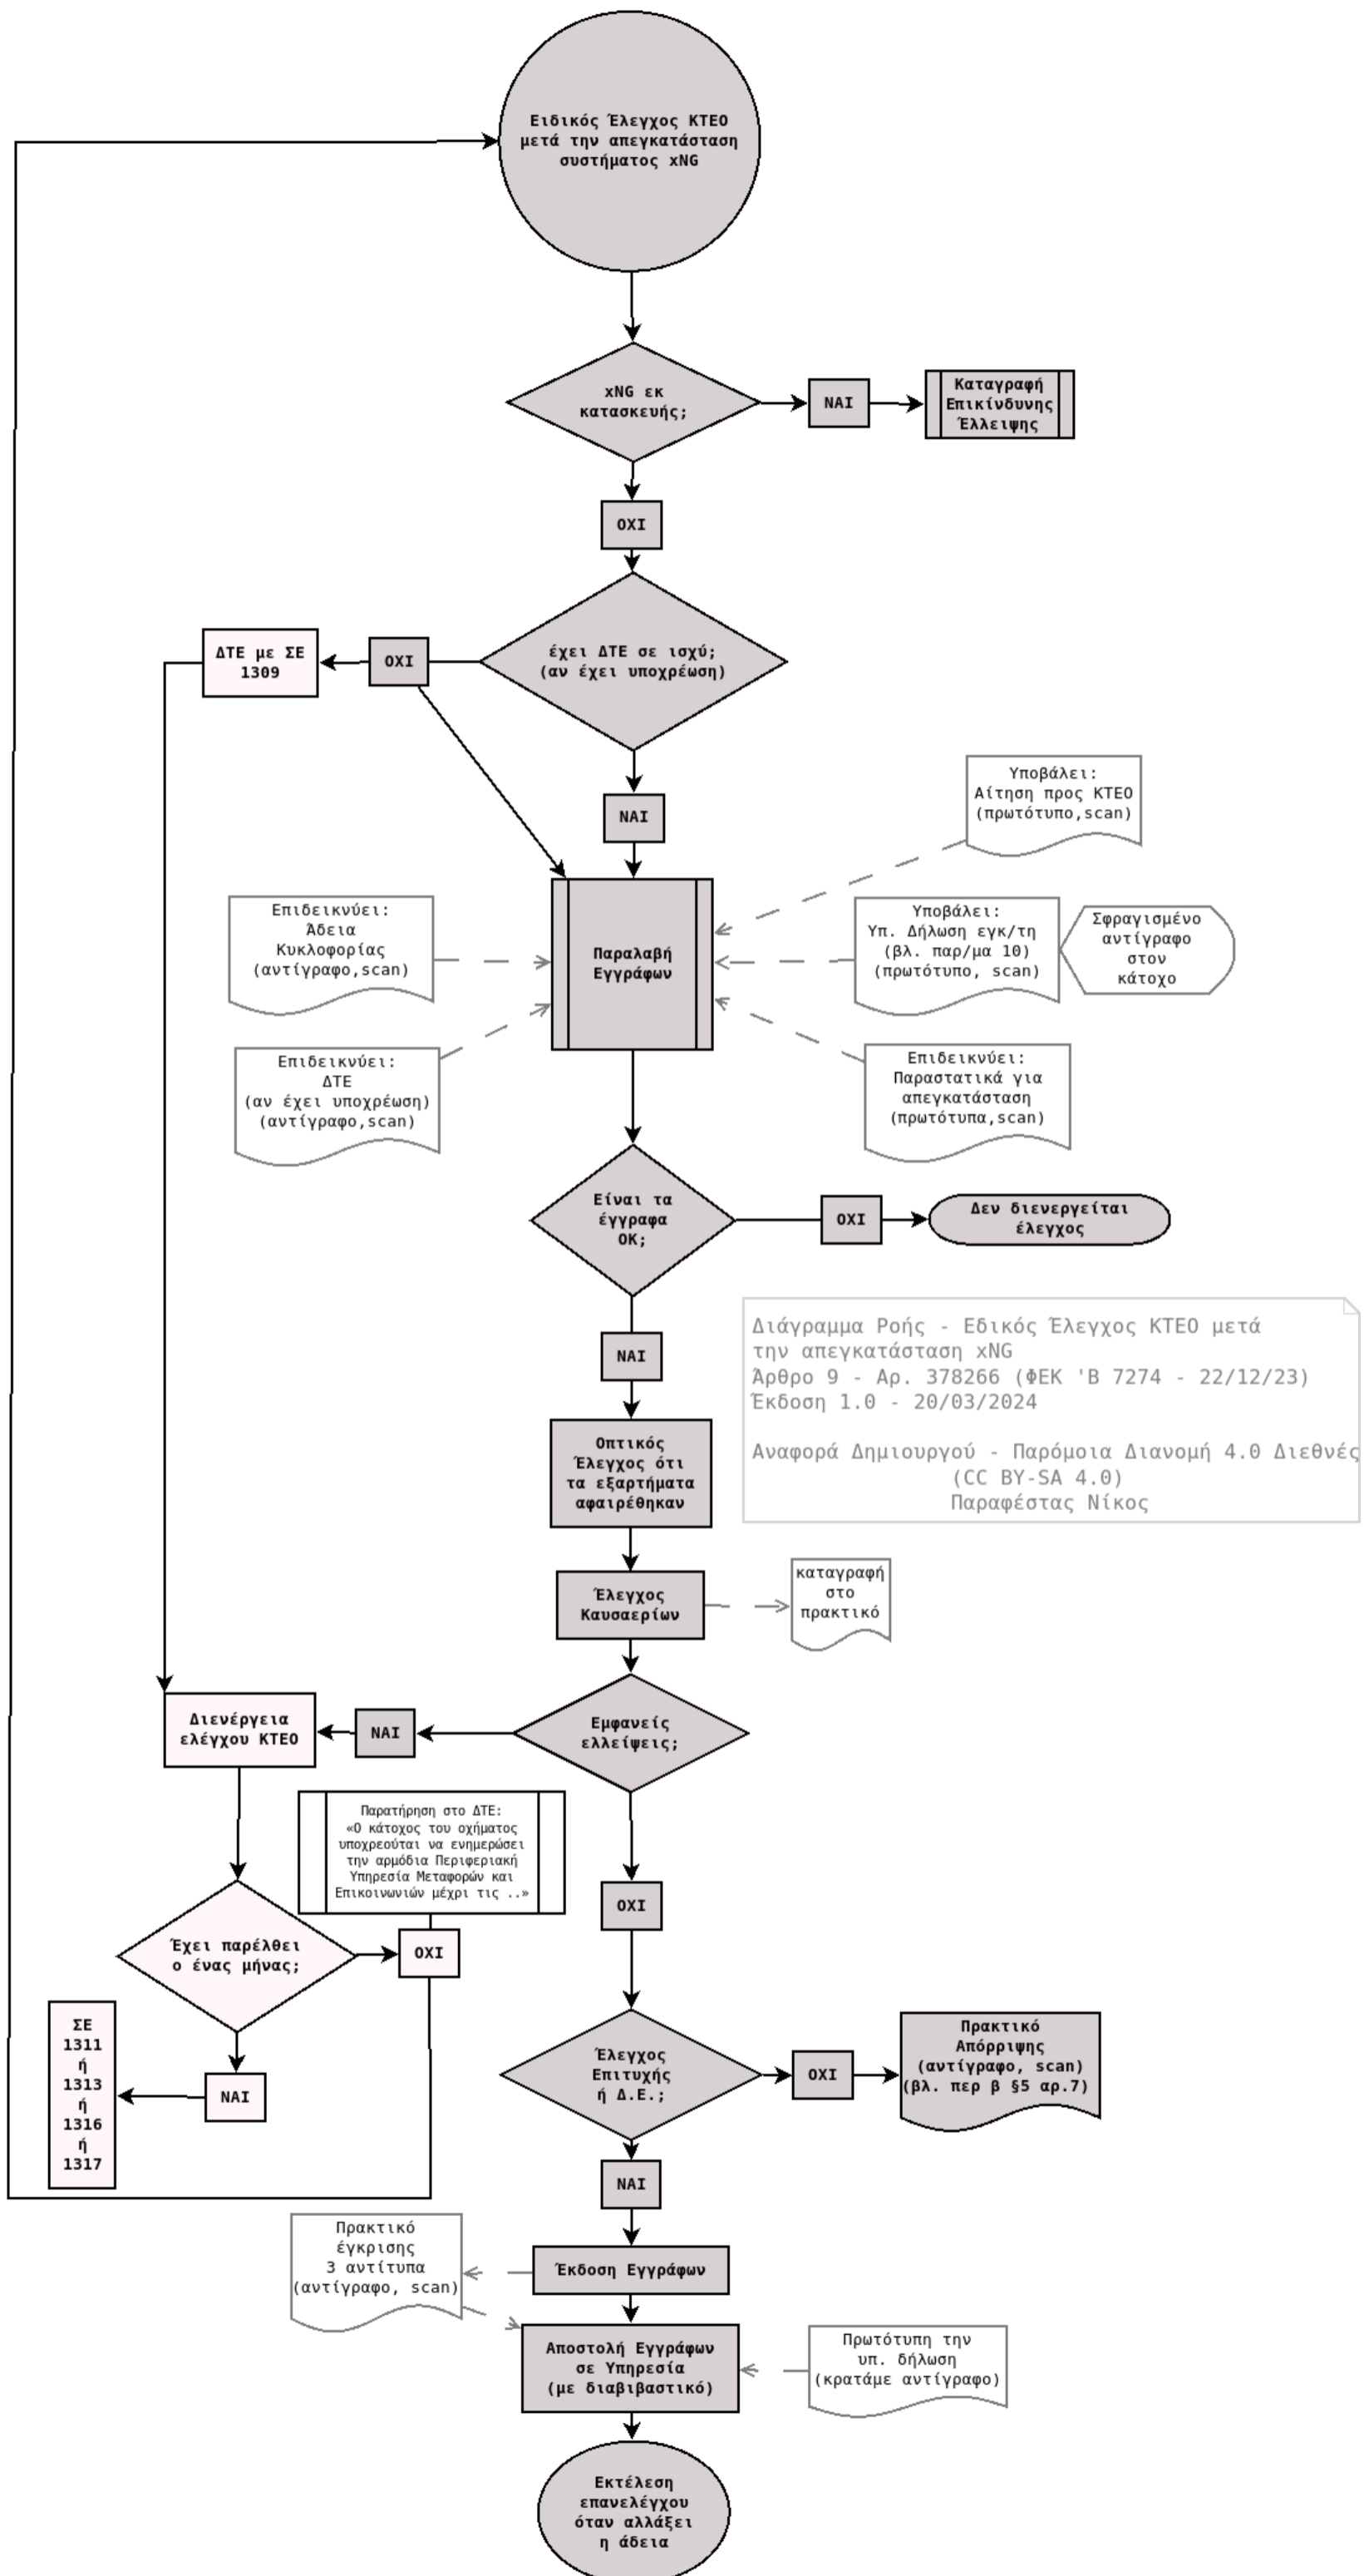 Ειδικός Έλεγχος ΚΤΕΟ
μετά την απεγκατάσταση
συστήματος xNG
xNG εκ
κατασκευής;
ΝΑΙ
Καταγραφή
Επικίνδυνης
Έλλειψης
ΟΧΙ
έχει ΔΤΕ σε ισχύ;
(αν έχει υποχρέωση)
ΟΧΙ
ΔΤΕ με ΣΕ
1309
ΝΑΙ
Υποβάλει:
Αίτηση προς ΚΤΕΟ
(πρωτότυπο,scan)
Επιδεικνύει:
Άδεια
Κυκλοφορίας
(αντίγραφο,scan)
Παραλαβή
Εγγράφων
Υποβάλει:
Υπ. Δήλωση εγκ/τη
(βλ. παρ/μα 10)
(πρωτότυπο, scan)
Σφραγισμένο
αντίγραφο
στον
κάτοχο
Επιδεικνύει:
ΔΤΕ
(αν έχει υποχρέωση)
(αντίγραφο,scan)
Επιδεικνύει:
Παραστατικά για
απεγκατάσταση
(πρωτότυπα,scan)
Είναι τα
έγγραφα
ΟΚ;
ΟΧΙ
Δεν διενεργείται
έλεγχος
ΝΑΙ
Διάγραμμα Ροής - Εδικός Έλεγχος ΚΤΕΟ μετά
την απεγκατάσταση xNG
Άρθρο 9 - Αρ. 378266 (ΦΕΚ 'Β 7274 - 22/12/23)
Έκδοση 1.0 - 20/03/2024
Αναφορά Δημιουργού - Παρόμοια Διανομή 4.0 Διεθνές
(CC BY-SA 4.0)
Παραφέστας Νίκος
Οπτικός
Έλεγχος ότι
τα εξαρτήματα
αφαιρέθηκαν
Έλεγχος
Καυσαερίων
καταγραφή
στο
πρακτικό
Εμφανείς
ελλείψεις;
ΝΑΙ
Διενέργεια
ελέγχου ΚΤΕΟ
Παρατήρηση στο ΔΤΕ:
«Ο κάτοχος του οχήματος
υποχρεούται να ενημερώσει
την αρμόδια Περιφεριακή
Υπηρεσία Μεταφορών και
Επικοινωνιών μέχρι τις ..»
ΟΧΙ
Έχει παρέλθει
ο ένας μήνας;
ΟΧΙ
ΝΑΙ
ΣΕ
1311
ή
1313
ή
1316
ή
1317
Έλεγχος
Επιτυχής
ή Δ.Ε.;
ΟΧΙ
Πρακτικό
Απόρριψης
(αντίγραφο, scan)
(βλ. περ β §5 αρ.7)
ΝΑΙ
Πρακτικό
έγκρισης
3 αντίτυπα
(αντίγραφο, scan)
Έκδοση Εγγράφων
Αποστολή Εγγράφων
σε Υπηρεσία
(με διαβιβαστικό)
Πρωτότυπη την
υπ. δήλωση
(κρατάμε αντίγραφο)
Εκτέλεση
επανελέγχου
όταν αλλάξει
η άδεια